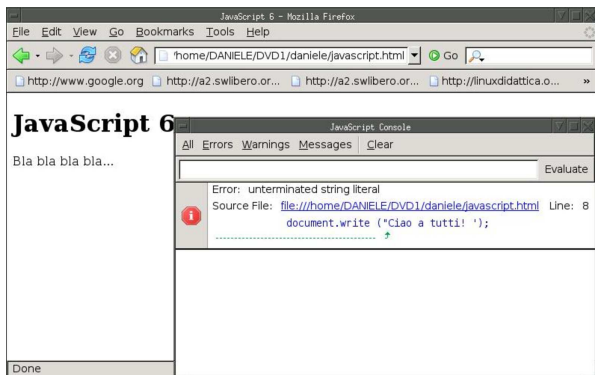 JavaScript 6 - Mozilla Firefox
File Edit View Go Bookmarks Tools Help
'home/DANIELE/DVD1/daniele/javascript.html Go
http://www.google.org http://a2.swlibero.or... http://a2.swlibero.or... http://linuxdidattica.o... »
JavaScript 6
Bla bla bla bla...
JavaScript Console
All Errors Warnings Messages Clear
Evaluate
Error: unterminated string literal
Source File: file:///home/DANIELE/DVD1/daniele/javascript.html Line: 8
document.write ("Ciao a tutti! ');
Done